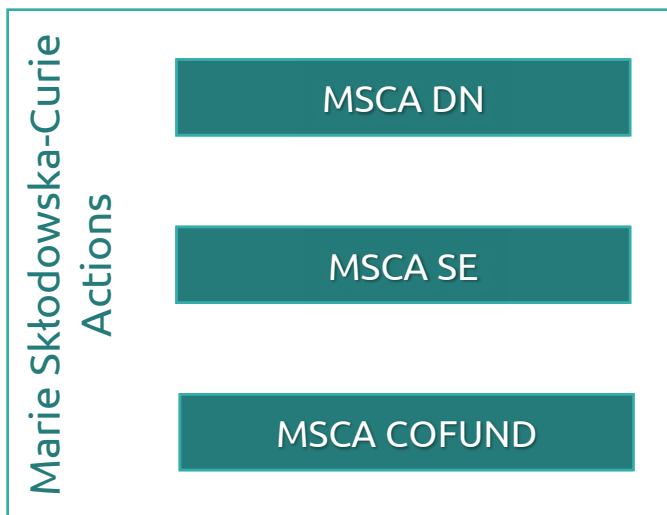 Marie Skłodowska-Curie
Actions
MSCA DN
MSCA SE
MSCA COFUND